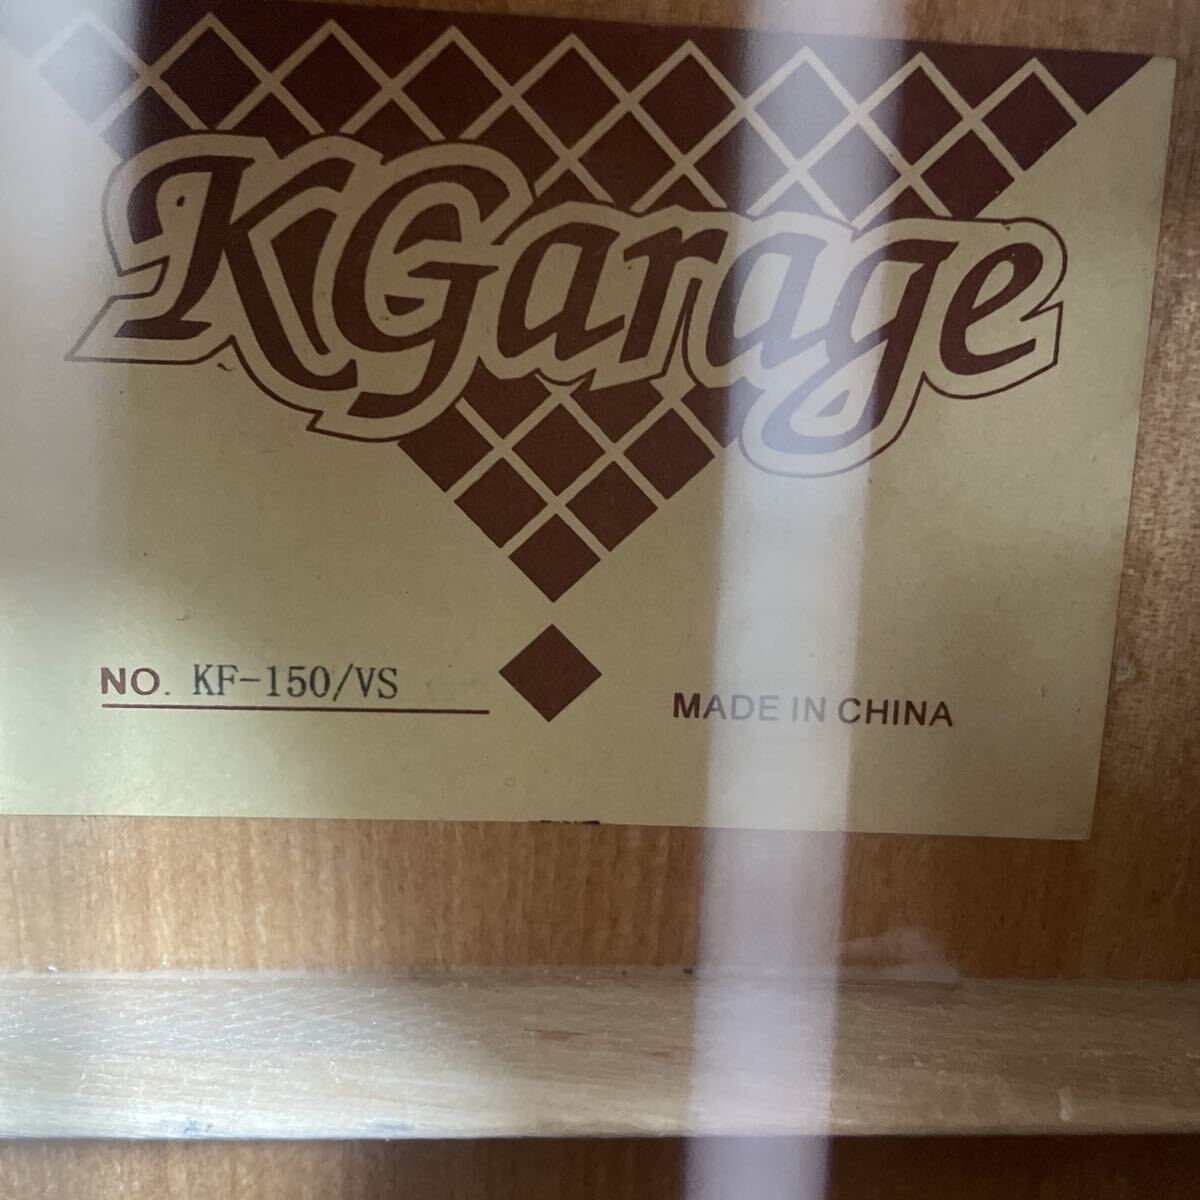 KGarage
NO. KF-150/VS
MADE IN CHINA